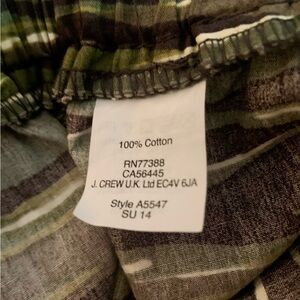 100% Cotton
RN77388
CA56445
J. CREW U.K. Ltd EC4V 6JA
Style A5547
SU 14